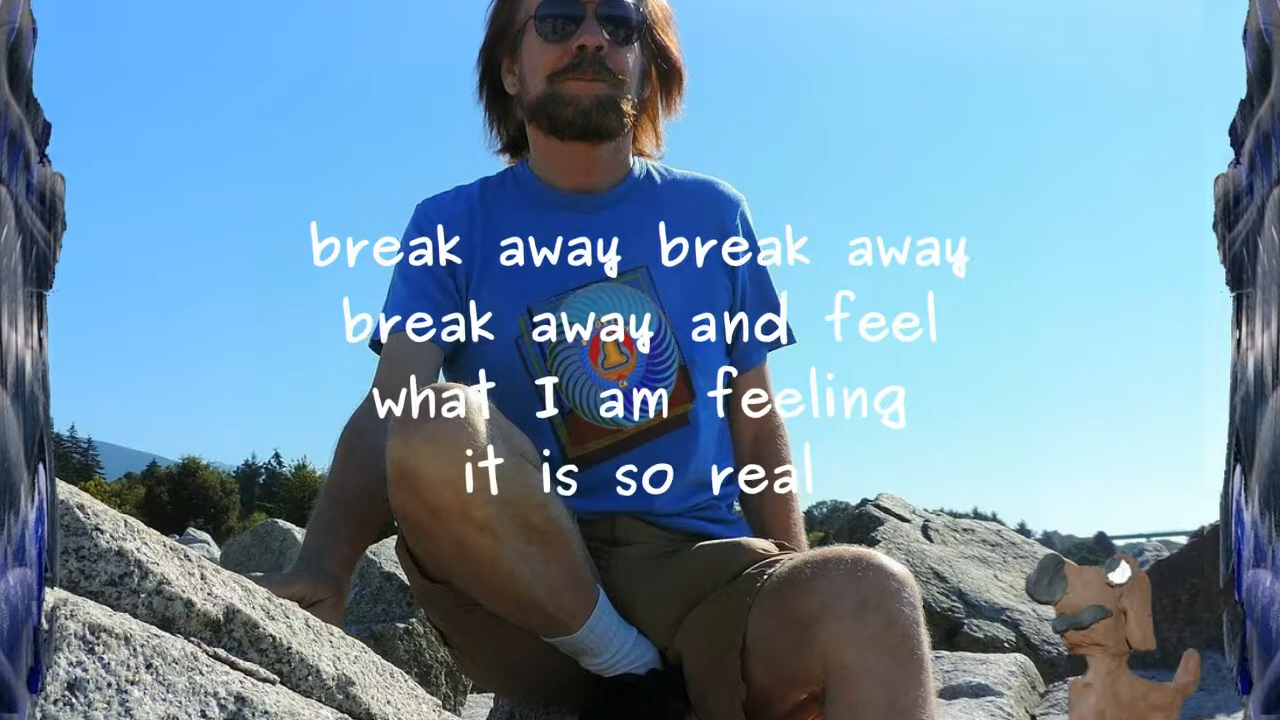 break away break away
break away and feel
what I am feeling
it is so real